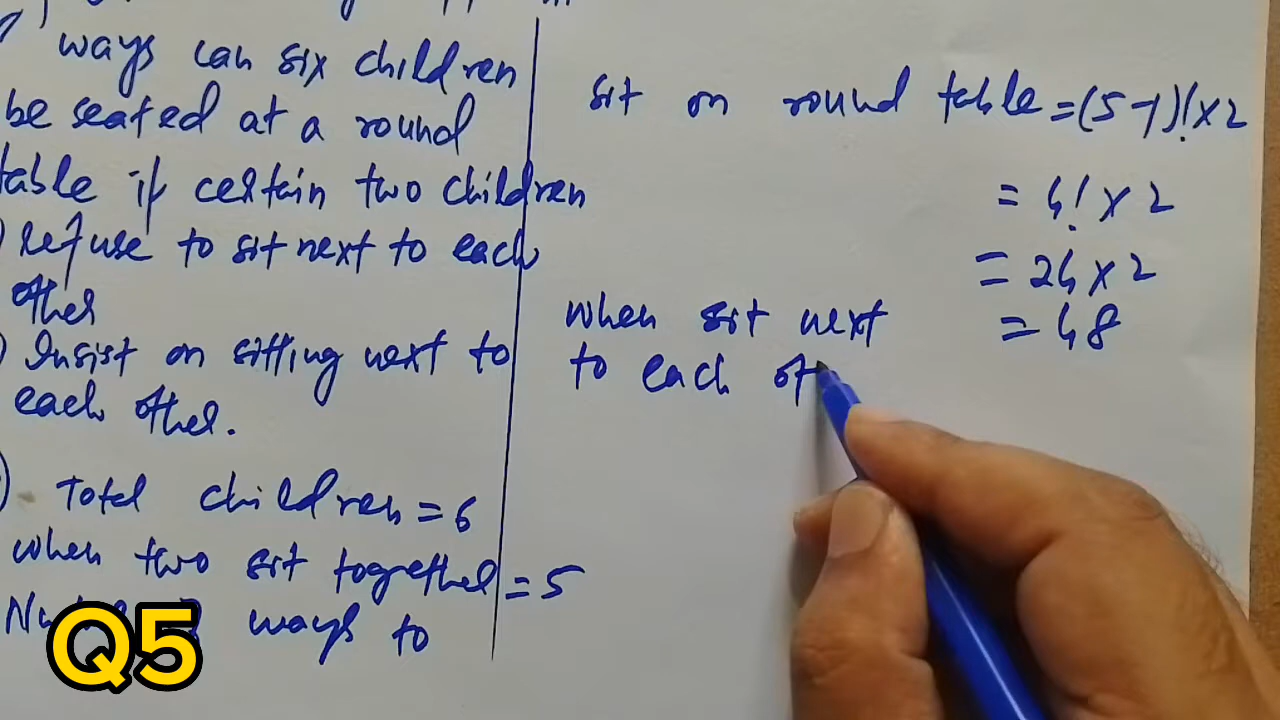 ways can six children
be seated at a round
table if certain two children
refuse to sit next to each
other
Insist on sitting next to
each other.
Total children = 6
when two sit together = 5
ways to
Q5
sit on round table = (5-1)! x 2
= 4! x 2
= 24 x 2
= 48
when sit next
to each ot